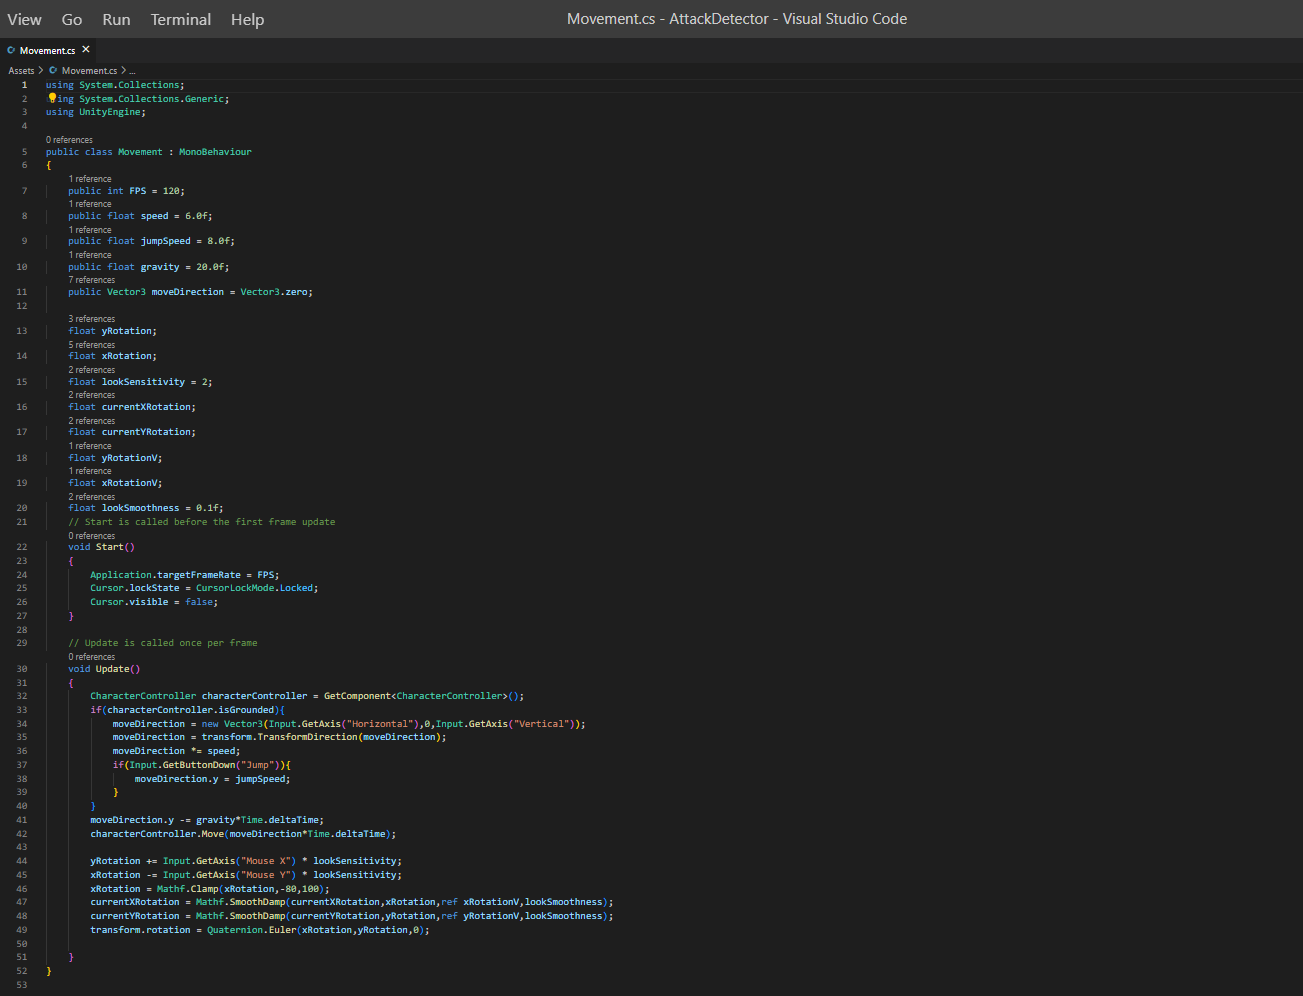 View Go Run Terminal Help Movement.cs - AttackDetector - Visual Studio Code
Movement.cs ×
Assets > Movement.cs > ...
1 using System.Collections;
2 ing System.Collections.Generic;
3 using UnityEngine;
4
0 references
5 public class Movement : MonoBehaviour
6 {
1 reference
7 public int FPS = 120;
1 reference
8 public float speed = 6.0f;
1 reference
9 public float jumpSpeed = 8.0f;
1 reference
10 public float gravity = 20.0f;
7 references
11 public Vector3 moveDirection = Vector3.zero;
12
3 references
13 float yRotation;
5 references
14 float xRotation;
2 references
15 float lookSensitivity = 2;
2 references
16 float currentXRotation;
2 references
17 float currentYRotation;
1 reference
18 float yRotationV;
1 reference
19 float xRotationV;
2 references
20 float lookSmoothness = 0.1f;
21 // Start is called before the first frame update
0 references
22 void Start()
23 {
24 Application.targetFrameRate = FPS;
25 Cursor.lockState = CursorLockMode.Locked;
26 Cursor.visible = false;
27 }
28
29 // Update is called once per frame
0 references
30 void Update()
31 {
32 CharacterController characterController = GetComponent<CharacterController>();
33 if(characterController.isGrounded){
34 moveDirection = new Vector3(Input.GetAxis("Horizontal"),0,Input.GetAxis("Vertical"));
35 moveDirection = transform.TransformDirection(moveDirection);
36 moveDirection *= speed;
37 if(Input.GetButtonDown("Jump")){
38 moveDirection.y = jumpSpeed;
39 }
40 }
41 moveDirection.y -= gravity*Time.deltaTime;
42 characterController.Move(moveDirection*Time.deltaTime);
43
44 yRotation += Input.GetAxis("Mouse X") * lookSensitivity;
45 xRotation -= Input.GetAxis("Mouse Y") * lookSensitivity;
46 xRotation = Mathf.Clamp(xRotation,-80,100);
47 currentXRotation = Mathf.SmoothDamp(currentXRotation,xRotation,ref xRotationV,lookSmoothness);
48 currentYRotation = Mathf.SmoothDamp(currentYRotation,yRotation,ref yRotationV,lookSmoothness);
49 transform.rotation = Quaternion.Euler(xRotation,yRotation,0);
50
51 }
52 }
53